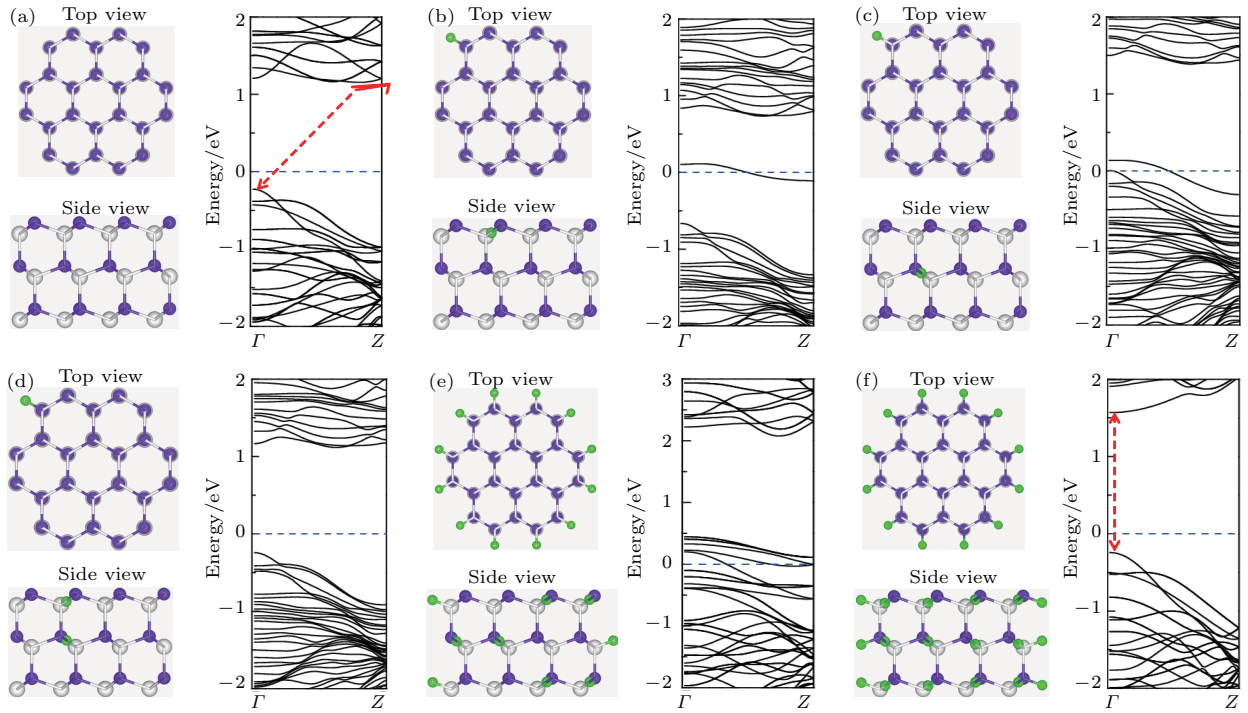 (a)
Top view
Side view
Energy/eV
2
1
0
−1
−2
Γ
Z
(b)
Top view
Side view
Energy/eV
2
1
0
−1
−2
Γ
Z
(c)
Top view
Side view
Energy/eV
2
1
0
−1
−2
Γ
Z
(d)
Top view
Side view
Energy/eV
2
1
0
−1
−2
Γ
Z
(e)
Top view
Side view
Energy/eV
3
2
1
0
−1
−2
Γ
Z
(f)
Top view
Side view
Energy/eV
2
1
0
−1
−2
Γ
Z